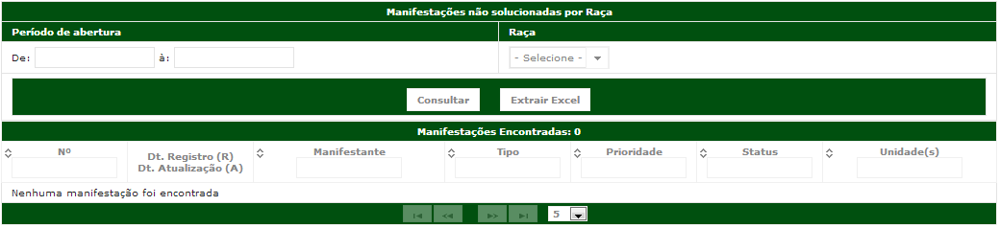 Manifestações não solucionadas por Raça
Período de abertura Raça
De: à: - Selecione -
Consultar Extrair Excel
Manifestações Encontradas: 0
Nº Dt. Registro (R) Manifestante Tipo Prioridade Status Unidade(s)
Dt. Atualização (A)
Nenhuma manifestação foi encontrada
5